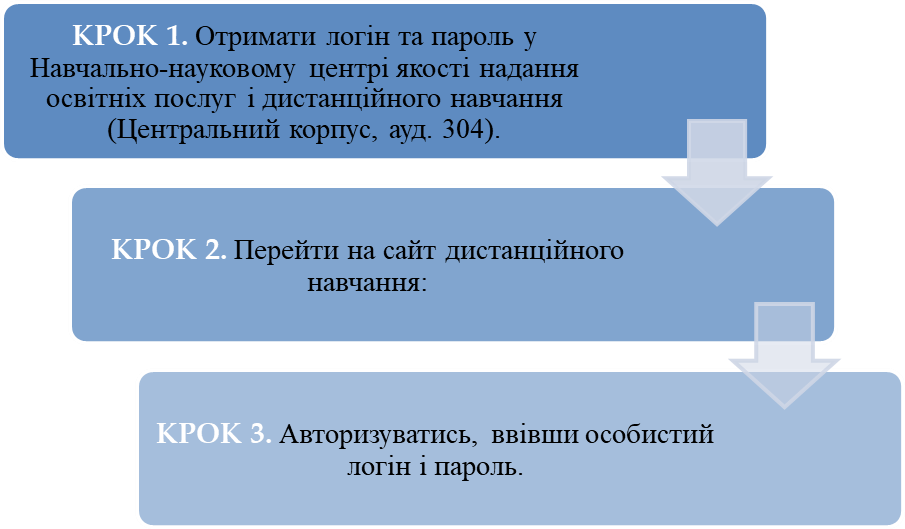 КРОК 1. Отримати логін та пароль у
Навчально-науковому центрі якості надання
освітніх послуг і дистанційного навчання
(Центральний корпус, ауд. 304).
КРОК 2. Перейти на сайт дистанційного
навчання:
КРОК 3. Авторизуватись, ввівши особистий
логін і пароль.